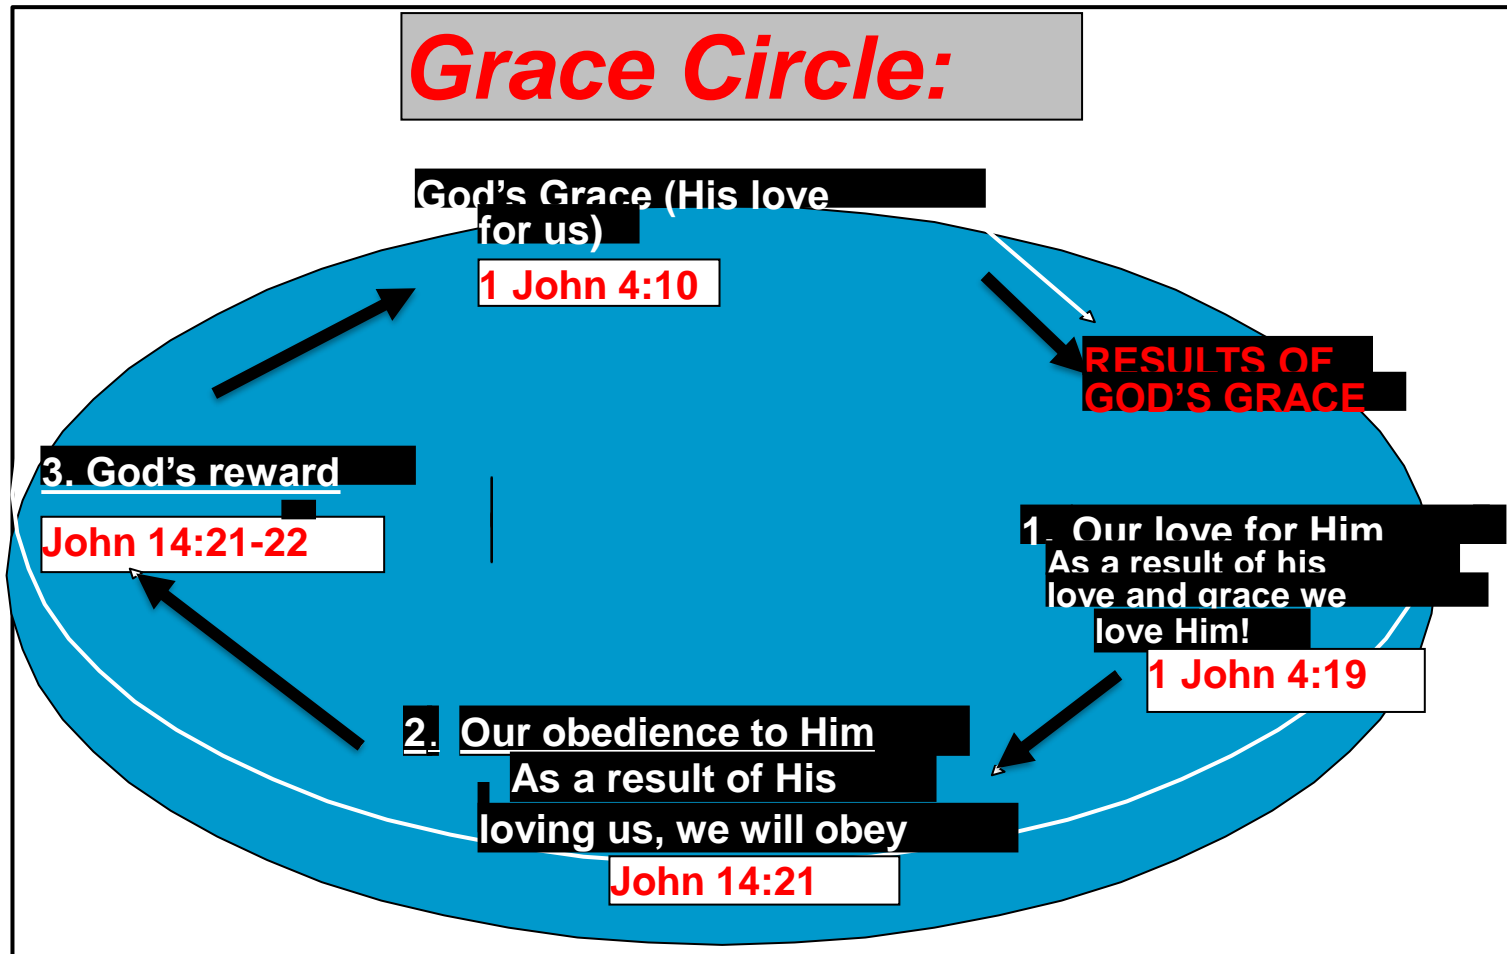 Grace Circle:
God’s Grace (His love
for us)
1 John 4:10
RESULTS OF
GOD’S GRACE
1. Our love for Him
As a result of his
love and grace we
love Him!
1 John 4:19
2. Our obedience to Him
As a result of His
loving us, we will obey
John 14:21
3. God’s reward
John 14:21-22